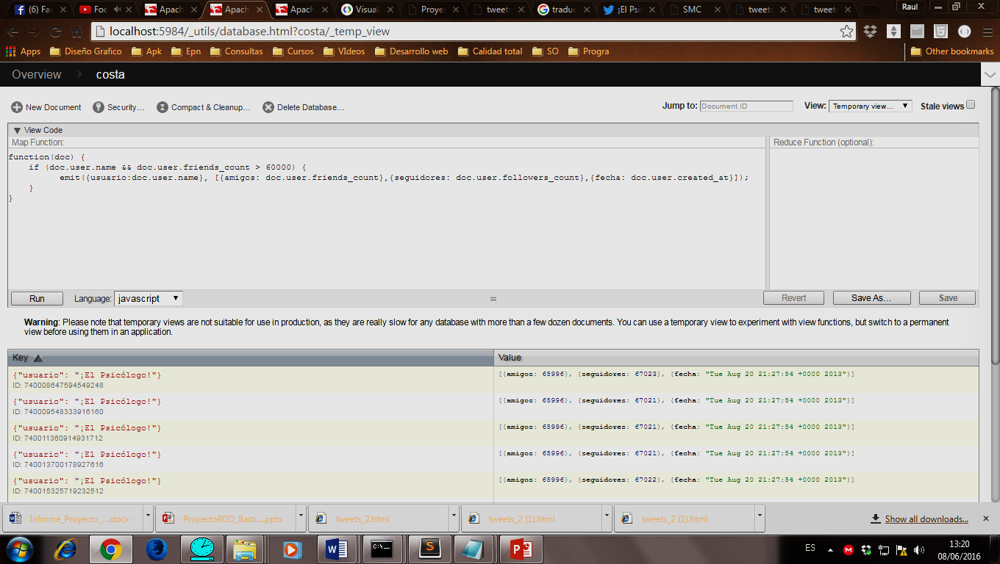 (6) Fa
Foc
Apach
Apach
Apach
Visual
Proye
tweets
traduc
¡El Psi
SMC
tweets
tweets
Raul
localhost:5984/_utils/database.html?costa/_temp_view
Apps
Diseño Grafico
Apk
Epn
Consultas
Cursos
VIdeos
Desarrollo web
Calidad total
SO
Progra
Other bookmarks
Overview
costa
New Document
Security...
Compact & Cleanup...
Delete Database...
Jump to:
Document ID
View:
Temporary view...
Stale views
View Code
Map Function:
Reduce Function (optional):
function(doc) {
if (doc.user.name && doc.user.friends_count > 60000) {
emit({usuario:doc.user.name}, [{amigos: doc.user.friends_count},{seguidores: doc.user.followers_count},{fecha: doc.user.created_at}]);
}
}
Run
Language:
javascript
=
Revert
Save As...
Save
Warning: Please note that temporary views are not suitable for use in production, as they are really slow for any database with more than a few dozen documents. You can use a temporary view to experiment with view functions, but switch to a permanent
view before using them in an application.
Key
Value
{"usuario": "¡El Psicólogo!"}
ID: 740008647594549248
[{amigos: 65996}, {seguidores: 67023}, {fecha: "Tue Aug 20 21:27:54 +0000 2013"}]
{"usuario": "¡El Psicólogo!"}
ID: 740009548333916160
[{amigos: 65996}, {seguidores: 67021}, {fecha: "Tue Aug 20 21:27:54 +0000 2013"}]
{"usuario": "¡El Psicólogo!"}
ID: 740011360914931712
[{amigos: 65996}, {seguidores: 67021}, {fecha: "Tue Aug 20 21:27:54 +0000 2013"}]
{"usuario": "¡El Psicólogo!"}
ID: 740013700178927616
[{amigos: 65996}, {seguidores: 67021}, {fecha: "Tue Aug 20 21:27:54 +0000 2013"}]
{"usuario": "¡El Psicólogo!"}
ID: 740015325719232512
[{amigos: 65996}, {seguidores: 67022}, {fecha: "Tue Aug 20 21:27:54 +0000 2013"}]
Informe_Proyecto_....docx
ProyectoBDD_Basti....pptx
tweets_2.html
tweets_2 (1).html
tweets_2 (1).html
Show all downloads...
ES
13:20
08/06/2016